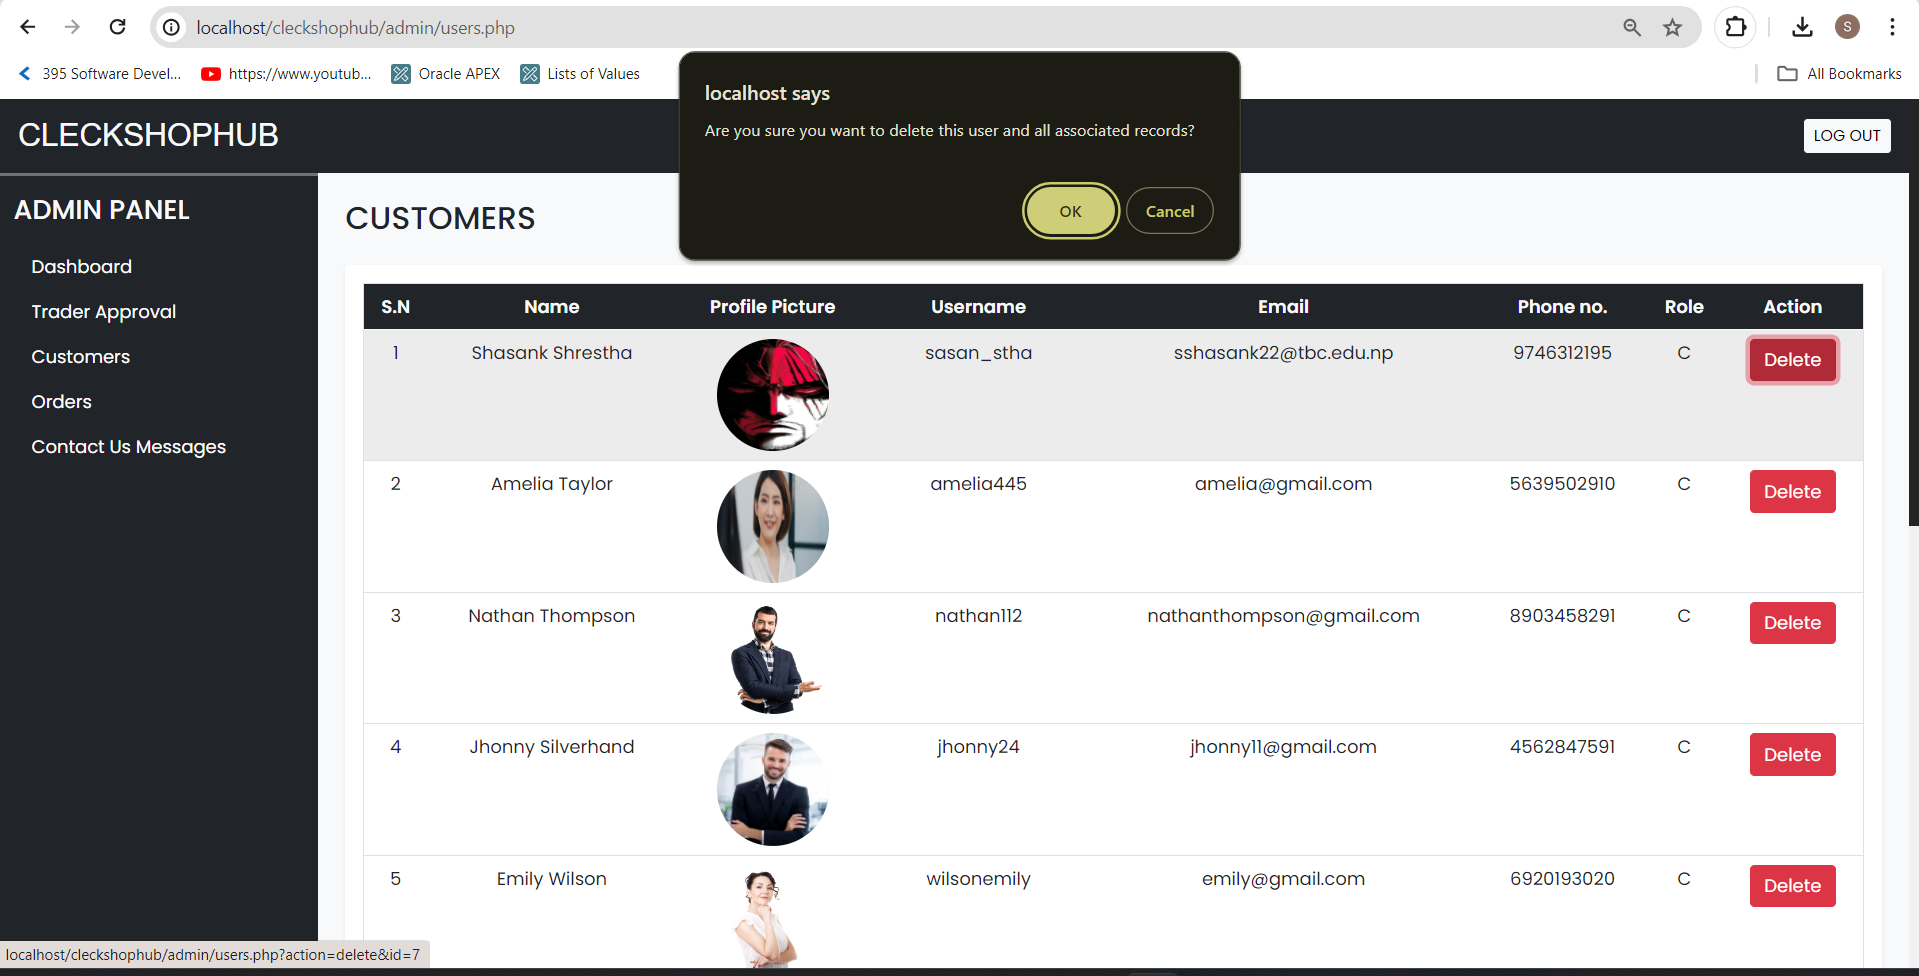 localhost/cleckshophub/admin/users.php
S
395 Software Devel...
https://www.youtub...
Oracle APEX
Lists of Values
All Bookmarks
localhost says
Are you sure you want to delete this user and all associated records?
OK
Cancel
CLECKSHOPHUB
LOG OUT
ADMIN PANEL
Dashboard
Trader Approval
Customers
Orders
Contact Us Messages
CUSTOMERS
S.N Name Profile Picture Username Email Phone no. Role Action
1 Shasank Shrestha sasan_stha sshasank22@tbc.edu.np 9746312195 C Delete
2 Amelia Taylor amelia445 amelia@gmail.com 5639502910 C Delete
3 Nathan Thompson nathan112 nathanthompson@gmail.com 8903458291 C Delete
4 Jhonny Silverhand jhonny24 jhonny11@gmail.com 4562847591 C Delete
5 Emily Wilson wilsonemily emily@gmail.com 6920193020 C Delete
localhost/cleckshophub/admin/users.php?action=delete&id=7